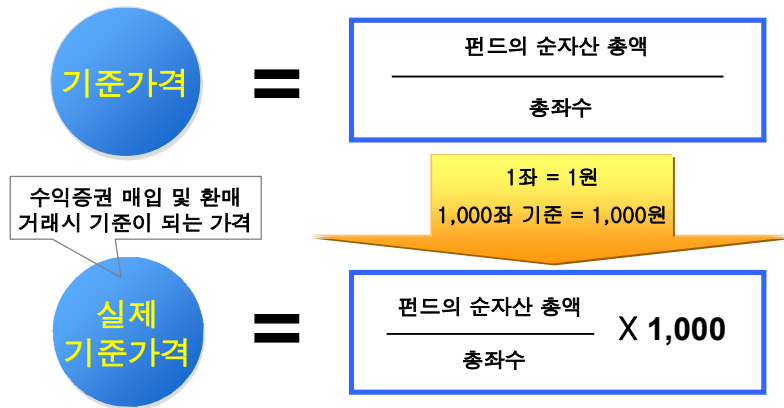 기준가격
=
펀드의 순자산 총액
총좌수
1좌 = 1원
1,000좌 기준 = 1,000원
수익증권 매입 및 환매
거래시 기준이 되는 가격
실제
기준가격
=
펀드의 순자산 총액
총좌수
X 1,000